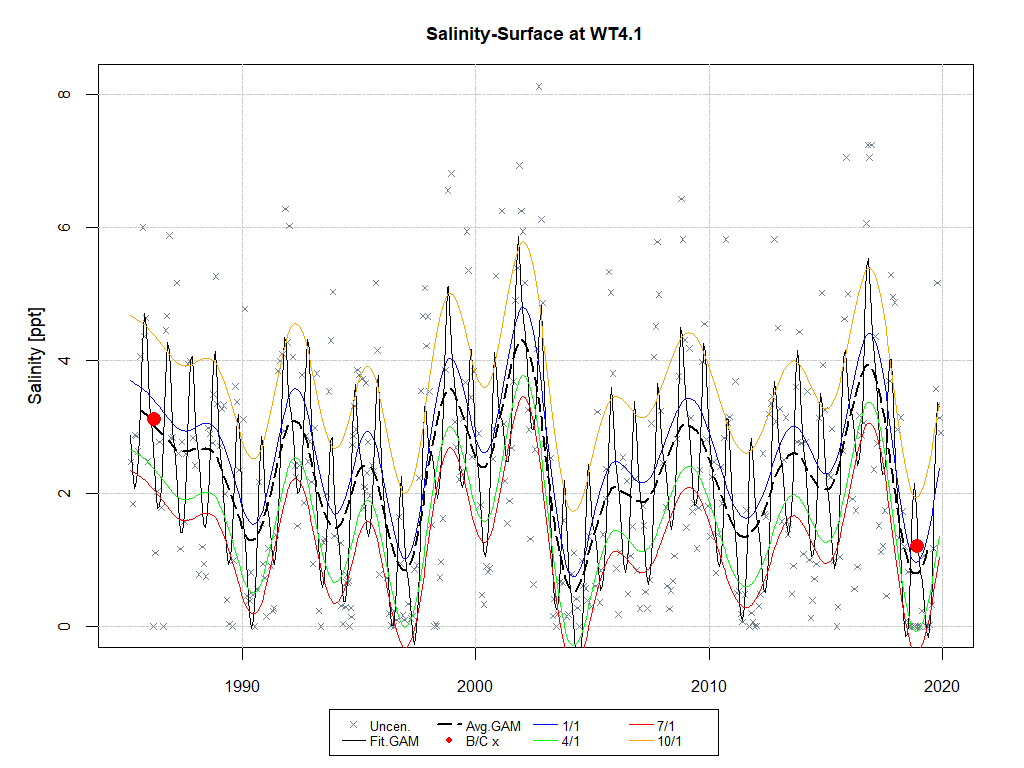 Salinity-Surface at WT4.1
8
6
4
2
0
Salinity [ppt]
1990 2000 2010 2020
Uncen. Avg.GAM 1/1 7/1
Fit.GAM B/C x 4/1 10/1